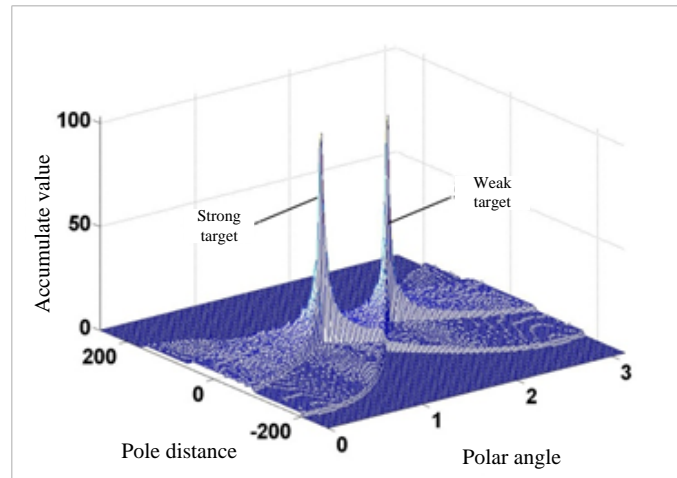 100
50
0
Accumulate value
Strong
target
Weak
target
200
0
-200
Pole distance
0
1
2
3
Polar angle